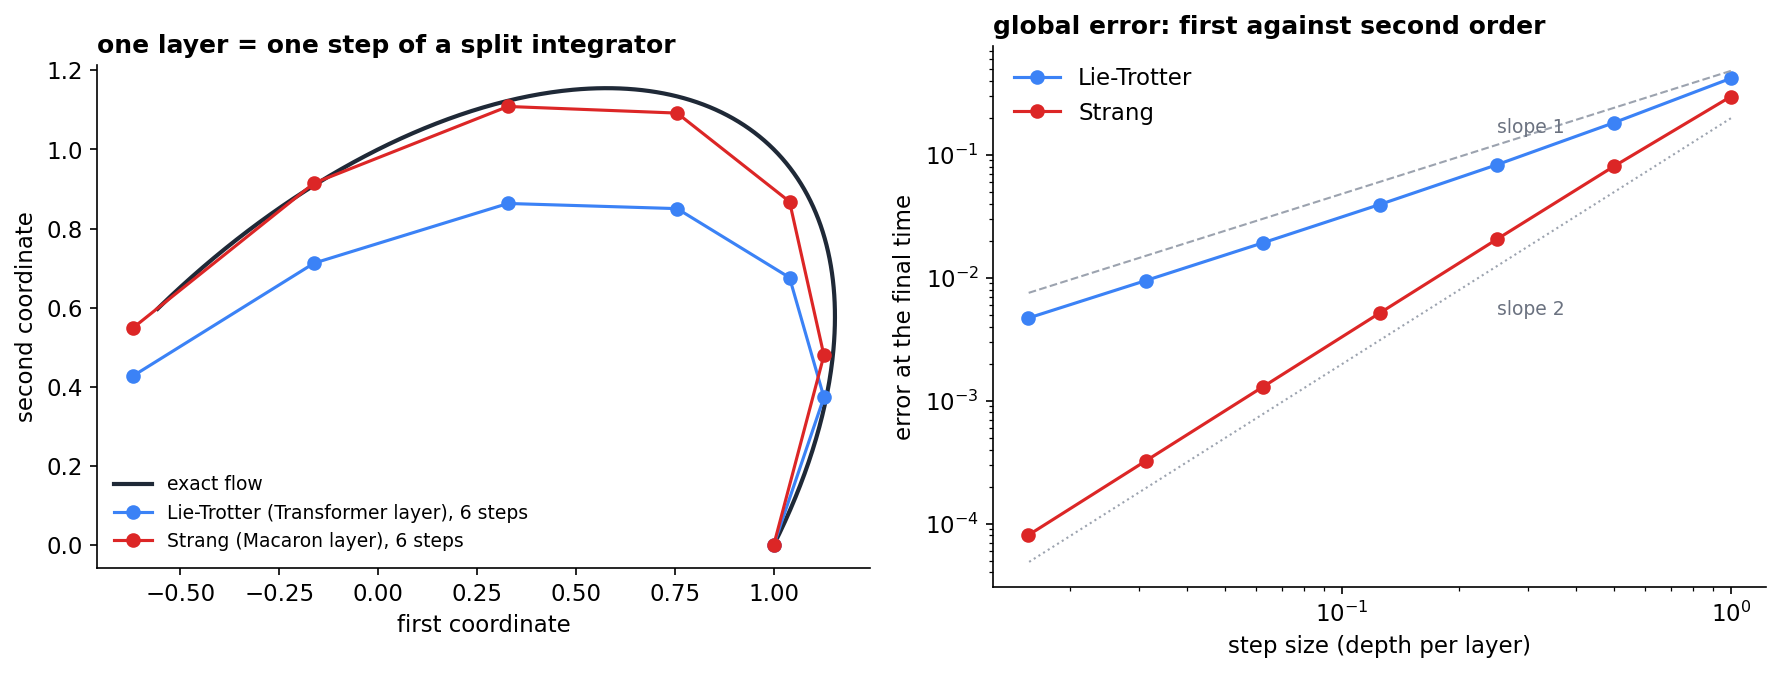 one layer = one step of a split integrator
second coordinate
1.2
1.0
0.8
0.6
0.4
0.2
0.0
exact flow
Lie-Trotter (Transformer layer), 6 steps
Strang (Macaron layer), 6 steps
−0.50 −0.25 0.00 0.25 0.50 0.75 1.00
first coordinate
global error: first against second order
error at the final time
10⁻¹
10⁻²
10⁻³
10⁻⁴
Lie-Trotter
Strang
slope 1
slope 2
10⁻¹ 10⁰
step size (depth per layer)